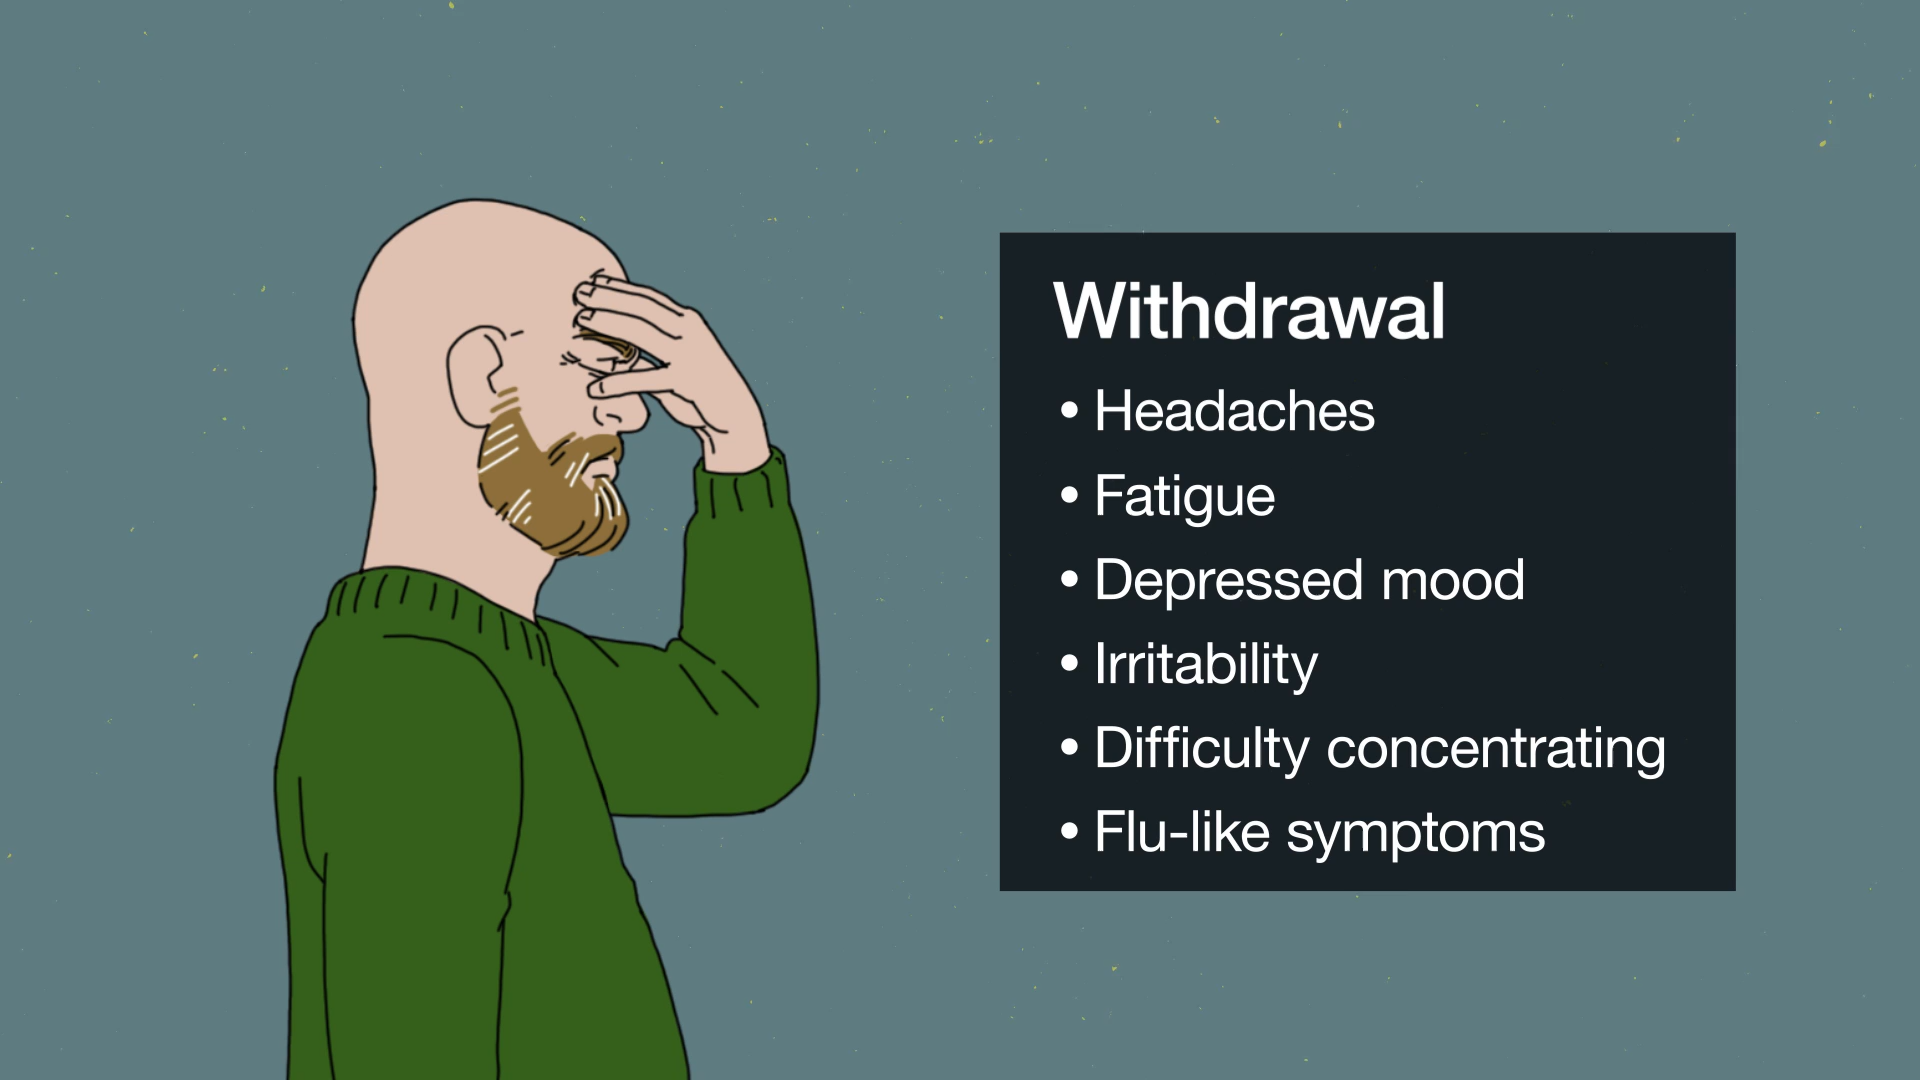 Withdrawal
• Headaches
• Fatigue
• Depressed mood
• Irritability
• Difficulty concentrating
• Flu-like symptoms